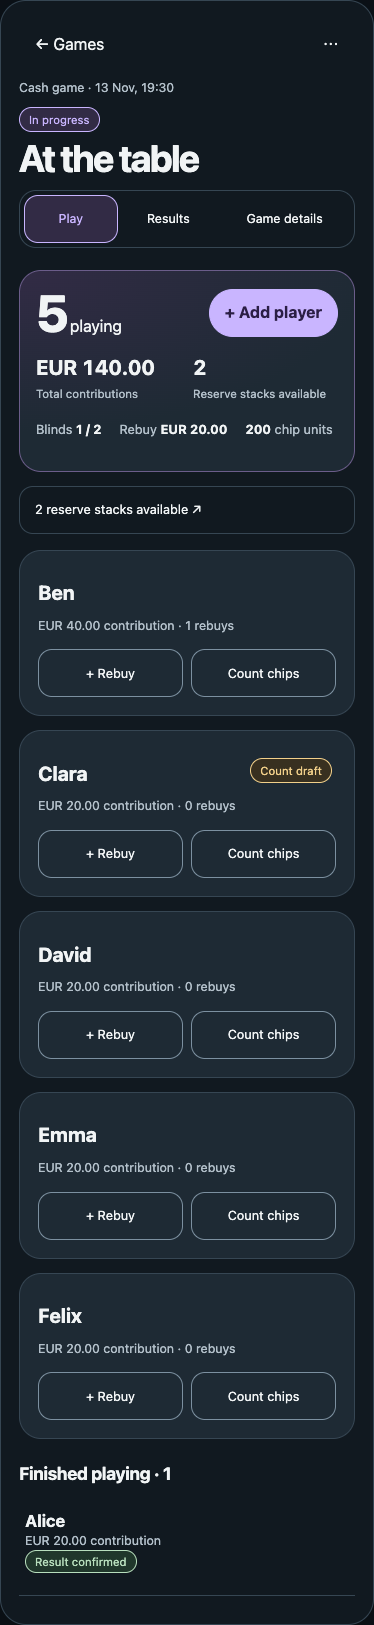 ← Games ...
Cash game · 13 Nov, 19:30
In progress
At the table
Play Results Game details
5 playing + Add player
EUR 140.00 2
Total contributions Reserve stacks available
Blinds 1 / 2 Rebuy EUR 20.00 200 chip units
2 reserve stacks available ↗
Ben
EUR 40.00 contribution · 1 rebuys
+ Rebuy Count chips
Clara Count draft
EUR 20.00 contribution · 0 rebuys
+ Rebuy Count chips
David
EUR 20.00 contribution · 0 rebuys
+ Rebuy Count chips
Emma
EUR 20.00 contribution · 0 rebuys
+ Rebuy Count chips
Felix
EUR 20.00 contribution · 0 rebuys
+ Rebuy Count chips
Finished playing · 1
Alice
EUR 20.00 contribution
Result confirmed